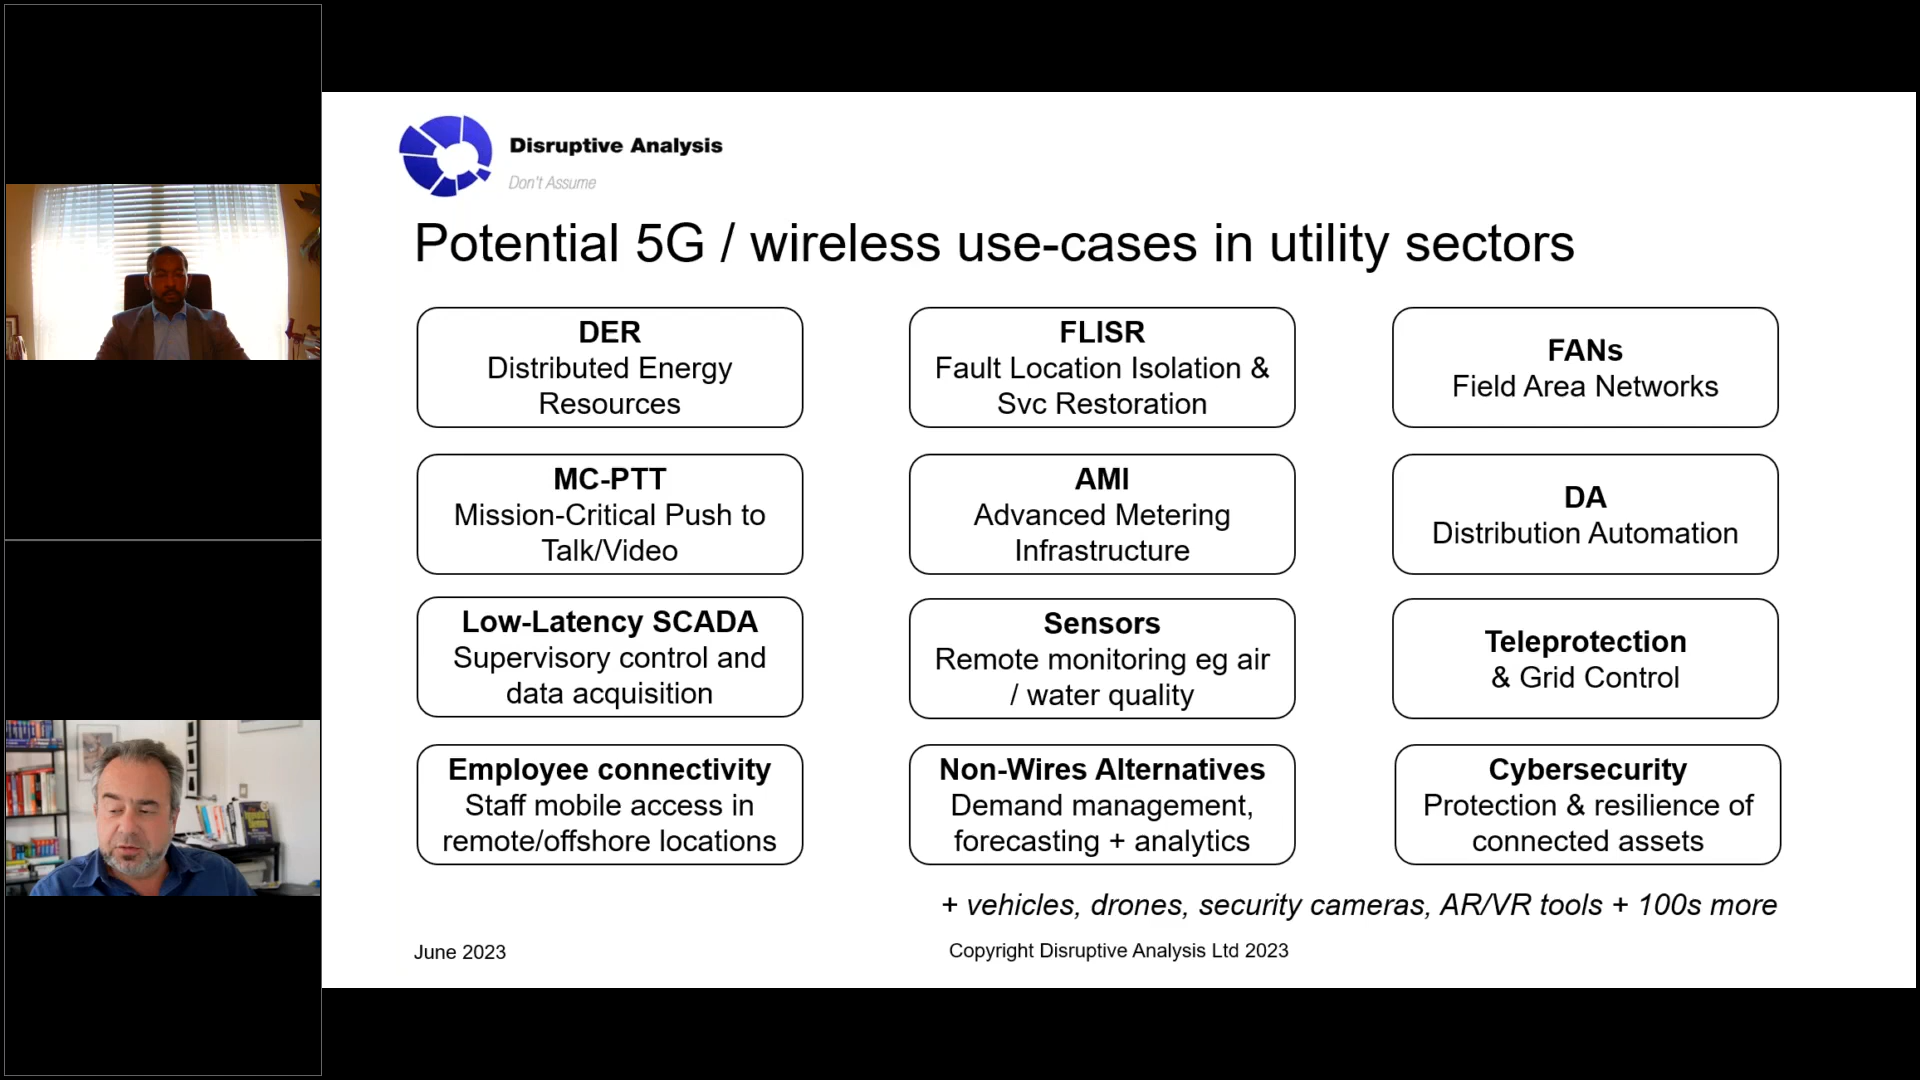 Disruptive Analysis
Don't Assume
Potential 5G / wireless use-cases in utility sectors
DER
Distributed Energy
Resources
FLISR
Fault Location Isolation &
Svc Restoration
FANs
Field Area Networks
MC-PTT
Mission-Critical Push to
Talk/Video
AMI
Advanced Metering
Infrastructure
DA
Distribution Automation
Low-Latency SCADA
Supervisory control and
data acquisition
Sensors
Remote monitoring eg air
/ water quality
Teleprotection
& Grid Control
Employee connectivity
Staff mobile access in
remote/offshore locations
Non-Wires Alternatives
Demand management,
forecasting + analytics
Cybersecurity
Protection & resilience of
connected assets
+ vehicles, drones, security cameras, AR/VR tools + 100s more
June 2023
Copyright Disruptive Analysis Ltd 2023